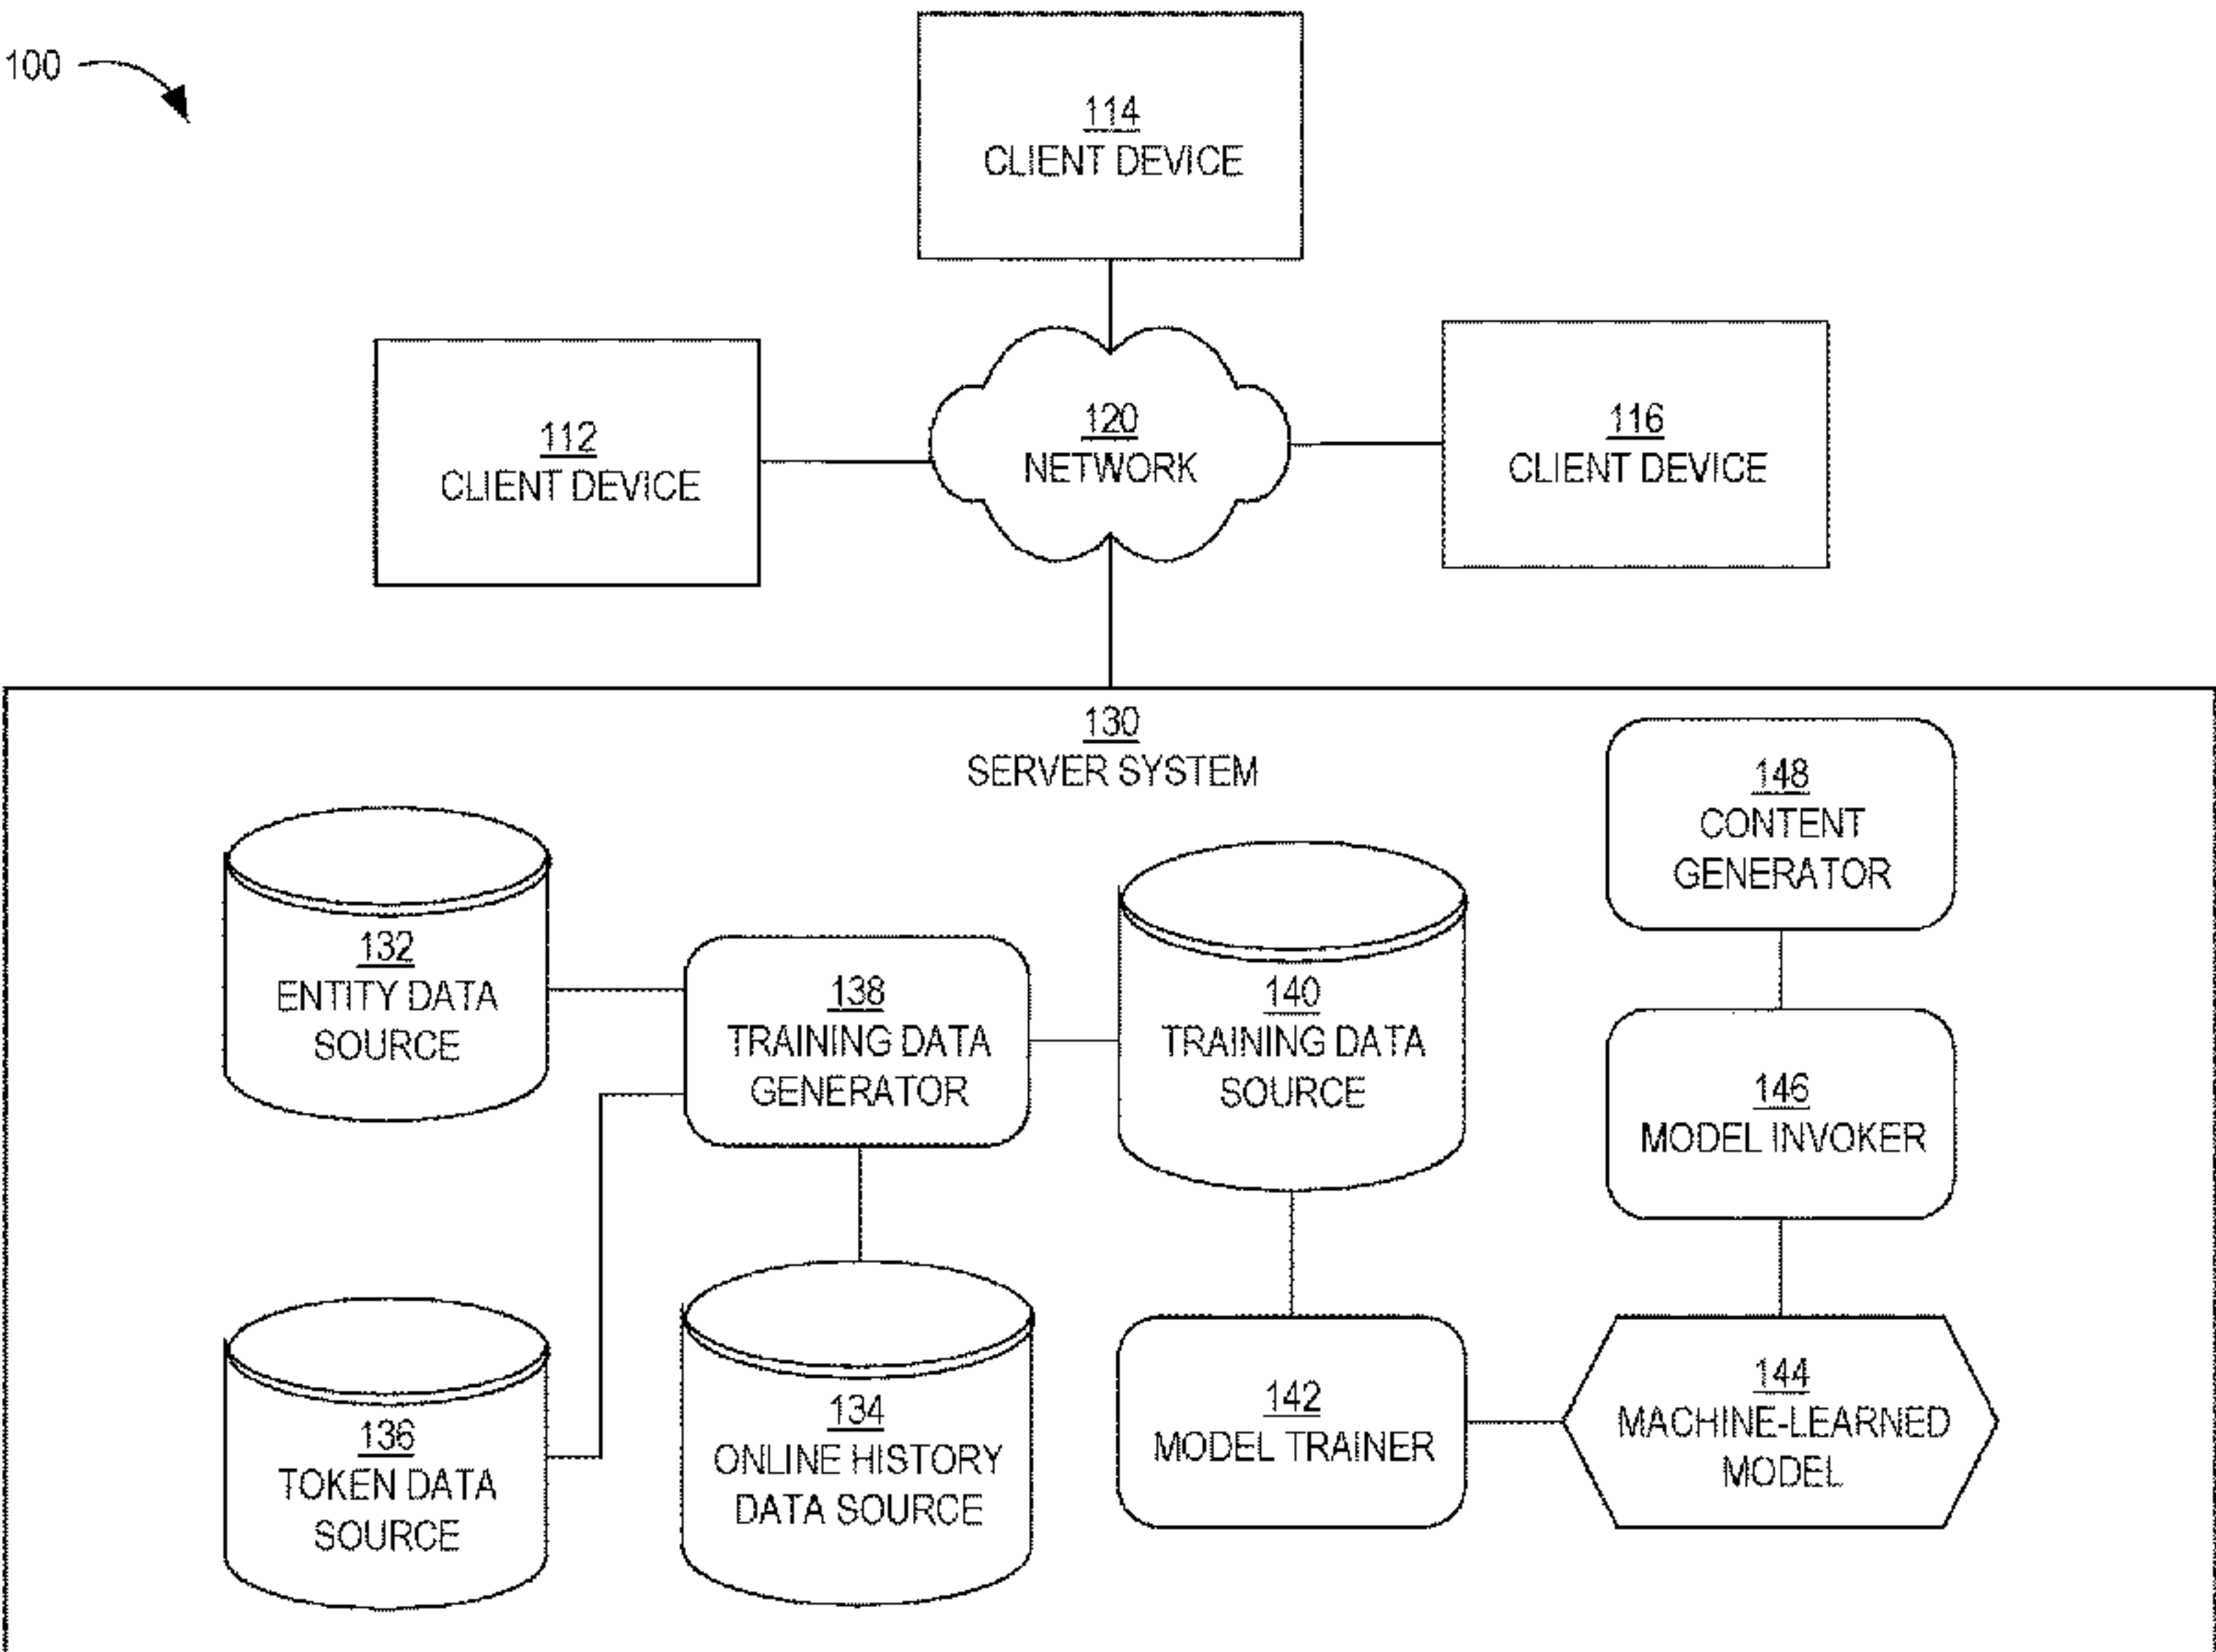 100
114
CLIENT DEVICE
112
CLIENT DEVICE
120
NETWORK
116
CLIENT DEVICE
130
SERVER SYSTEM
132
ENTITY DATA
SOURCE
138
TRAINING DATA
GENERATOR
140
TRAINING DATA
SOURCE
148
CONTENT
GENERATOR
146
MODEL INVOKER
136
TOKEN DATA
SOURCE
134
ONLINE HISTORY
DATA SOURCE
142
MODEL TRAINER
144
MACHINE-LEARNED
MODEL